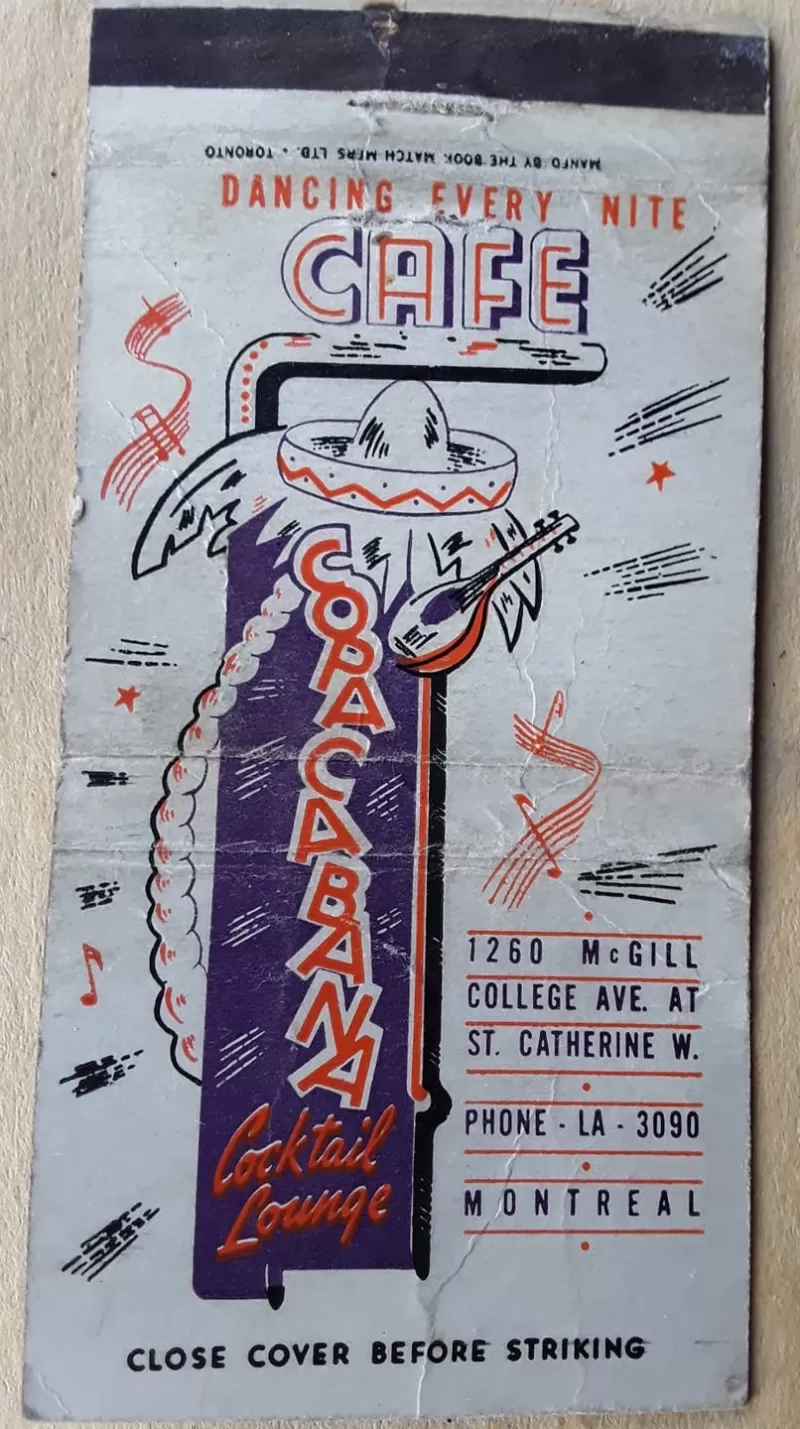 MANFD BY THE BOOK MATCH MFRS LTD. • TORONTO
DANCING EVERY NITE
CAFE
COPACABANA
Cocktail
Lounge
1260 McGILL
COLLEGE AVE. AT
ST. CATHERINE W.
PHONE - LA - 3090
MONTREAL
CLOSE COVER BEFORE STRIKING